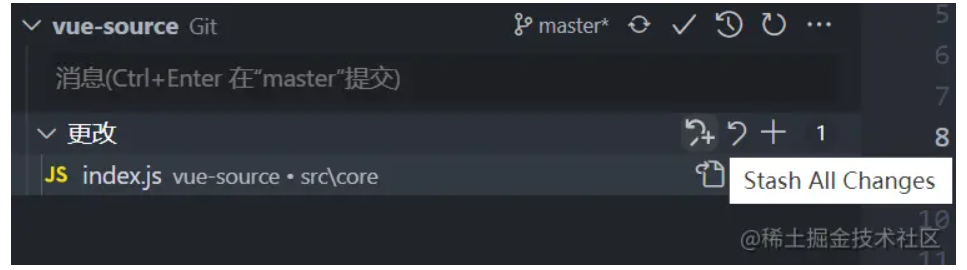 vue-source Git master*
消息(Ctrl+Enter 在“master”提交)
更改 1
JS index.js vue-source • src\core
Stash All Changes
@稀土掘金技术社区
5
6
7
8
10
11